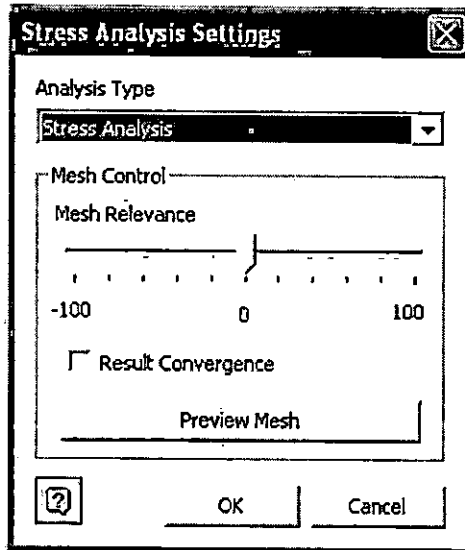 Stress Analysis Settings
Analysis Type
Stress Analysis
Mesh Control
Mesh Relevance
-100 0 100
Result Convergence
Preview Mesh
? OK Cancel